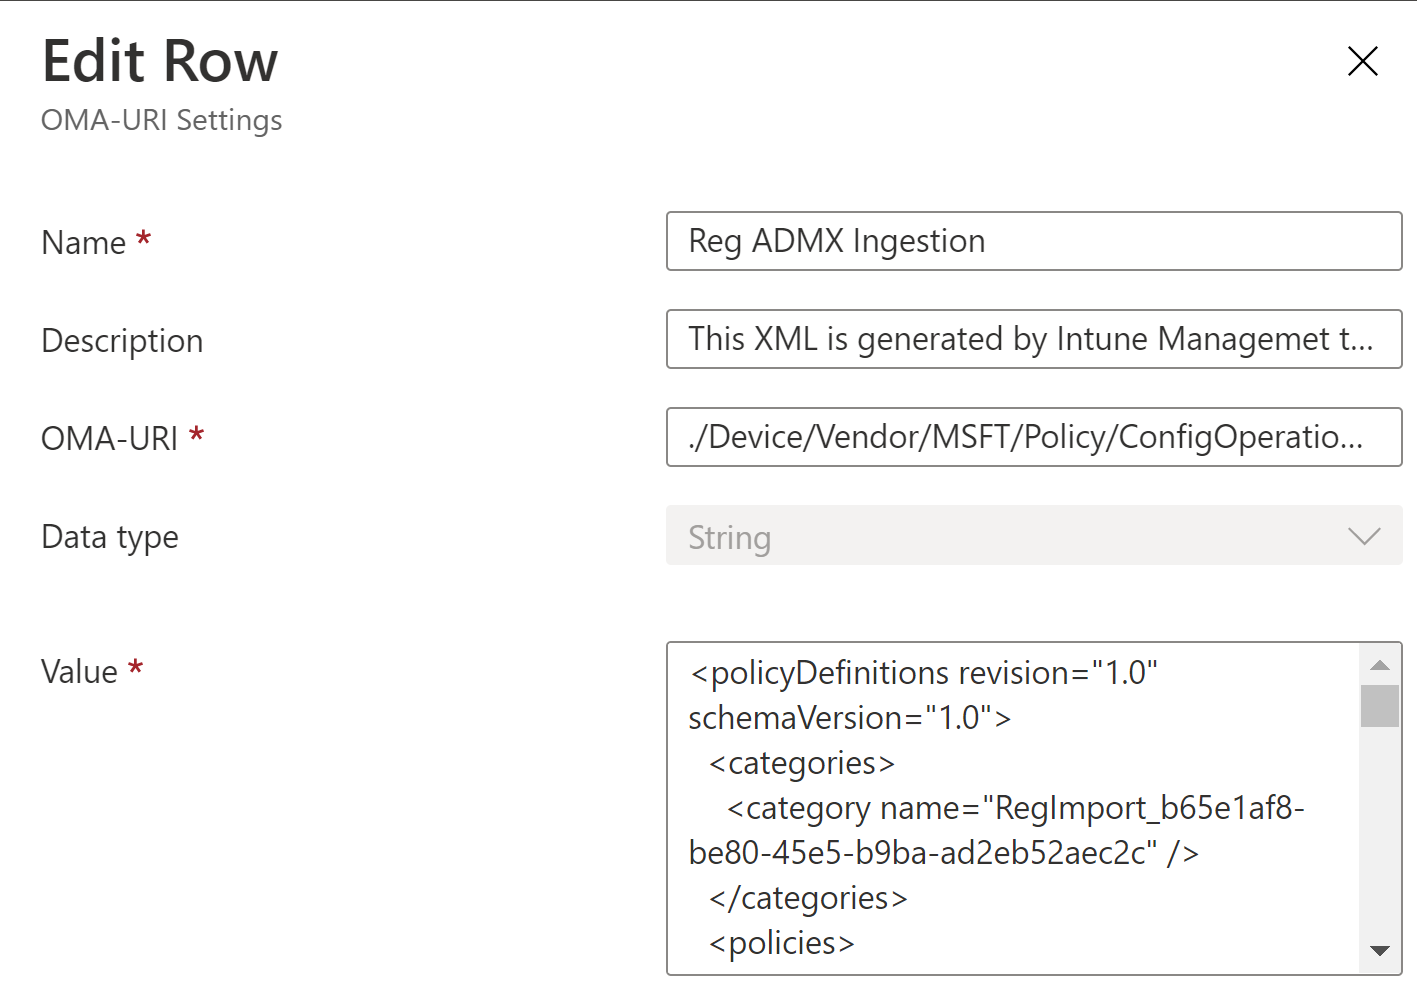 Edit Row
OMA-URI Settings
Name *
Reg ADMX Ingestion
Description
This XML is generated by Intune Managemet t...
OMA-URI *
./Device/Vendor/MSFT/Policy/ConfigOperatio...
Data type
String
Value *
<policyDefinitions revision="1.0"
schemaVersion="1.0">
<categories>
<category name="RegImport_b65e1af8-
be80-45e5-b9ba-ad2eb52aec2c" />
</categories>
<policies>